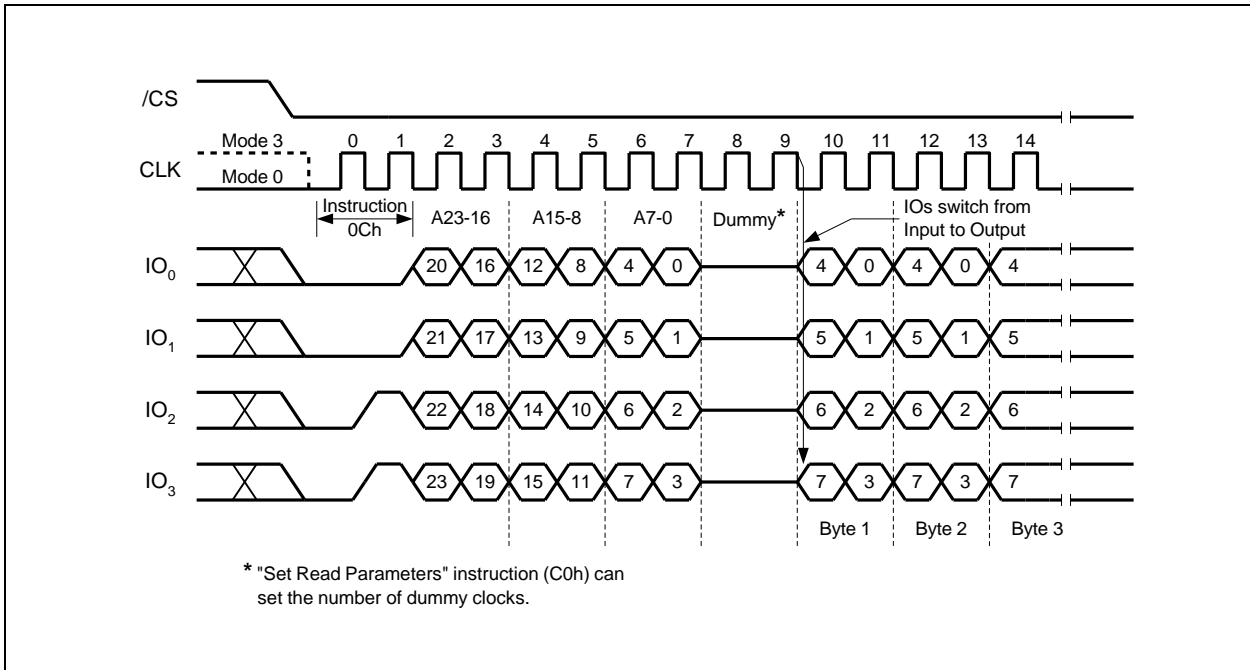 /CS
Mode 3 0 1 2 3 4 5 6 7 8 9 10 11 12 13 14
CLK
Mode 0
Instruction A23-16 A15-8 A7-0 Dummy* IOs switch from
0Ch Input to Output
IO0 20 16 12 8 4 0 4 0 4 0 4
IO1 21 17 13 9 5 1 5 1 5 1 5
IO2 22 18 14 10 6 2 6 2 6 2 6
IO3 23 19 15 11 7 3 7 3 7 3 7
Byte 1 Byte 2 Byte 3
* "Set Read Parameters" instruction (C0h) can
set the number of dummy clocks.